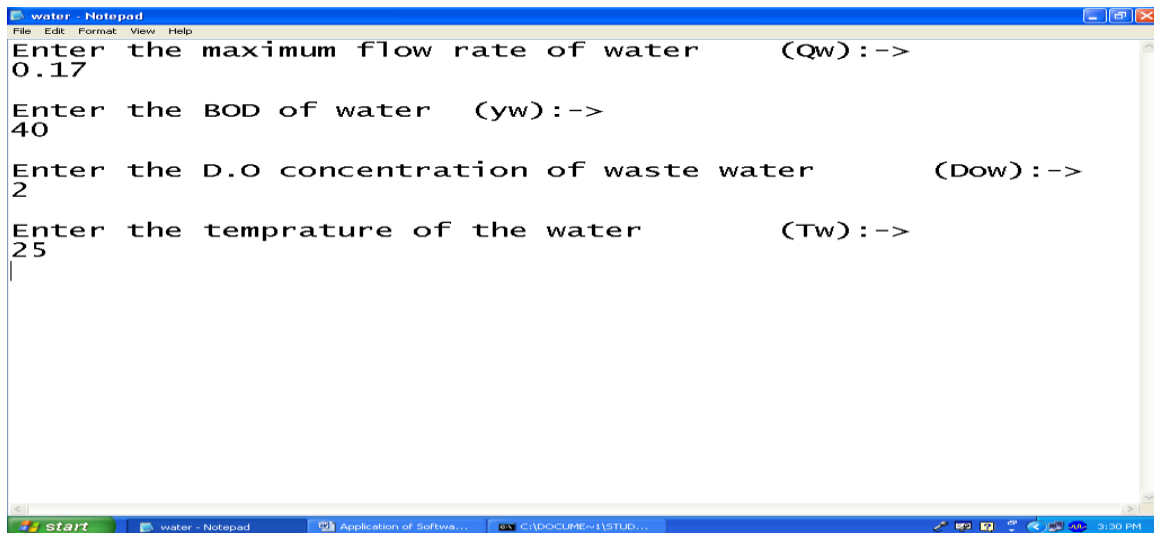 water - Notepad
File Edit Format View Help
Enter the maximum flow rate of water (Qw):->
0.17
Enter the BOD of water (yw):->
40
Enter the D.O concentration of waste water (Dow):->
2
Enter the temprature of the water (Tw):->
25
start water - Notepad Application of Softwa... C:\DOCUME~1\STUD... 3:30 PM